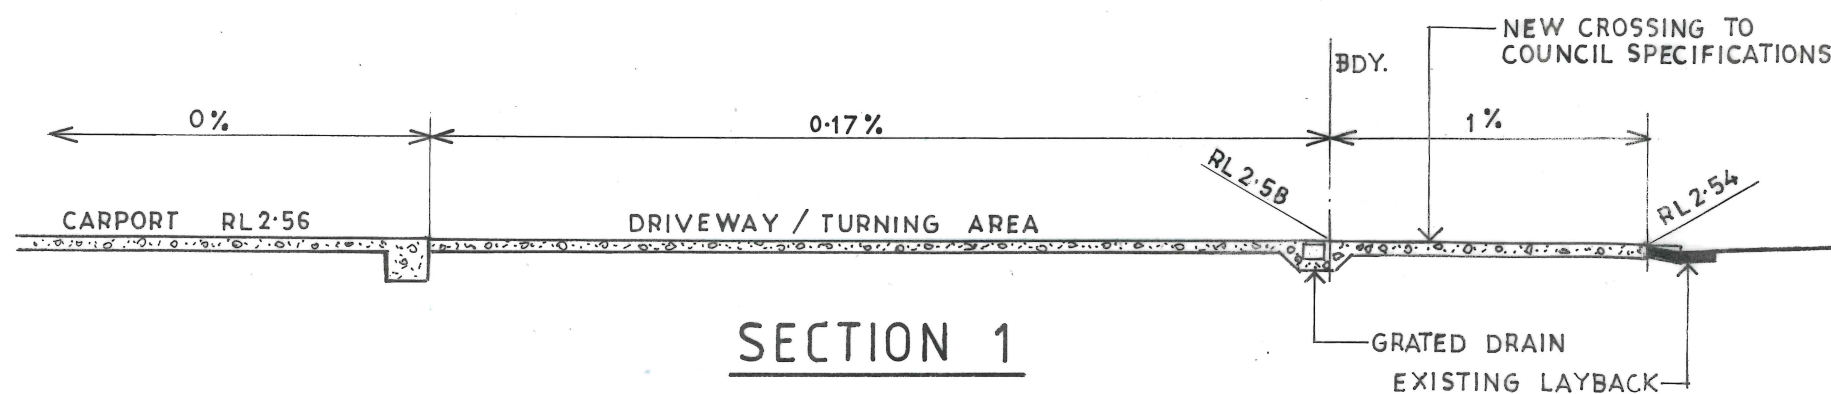 NEW CROSSING TO
COUNCIL SPECIFICATIONS
BDY.
0%
0.17%
1%
RL 2.58
RL 2.54
CARPORT RL 2.56
DRIVEWAY / TURNING AREA
SECTION 1
GRATED DRAIN
EXISTING LAYBACK